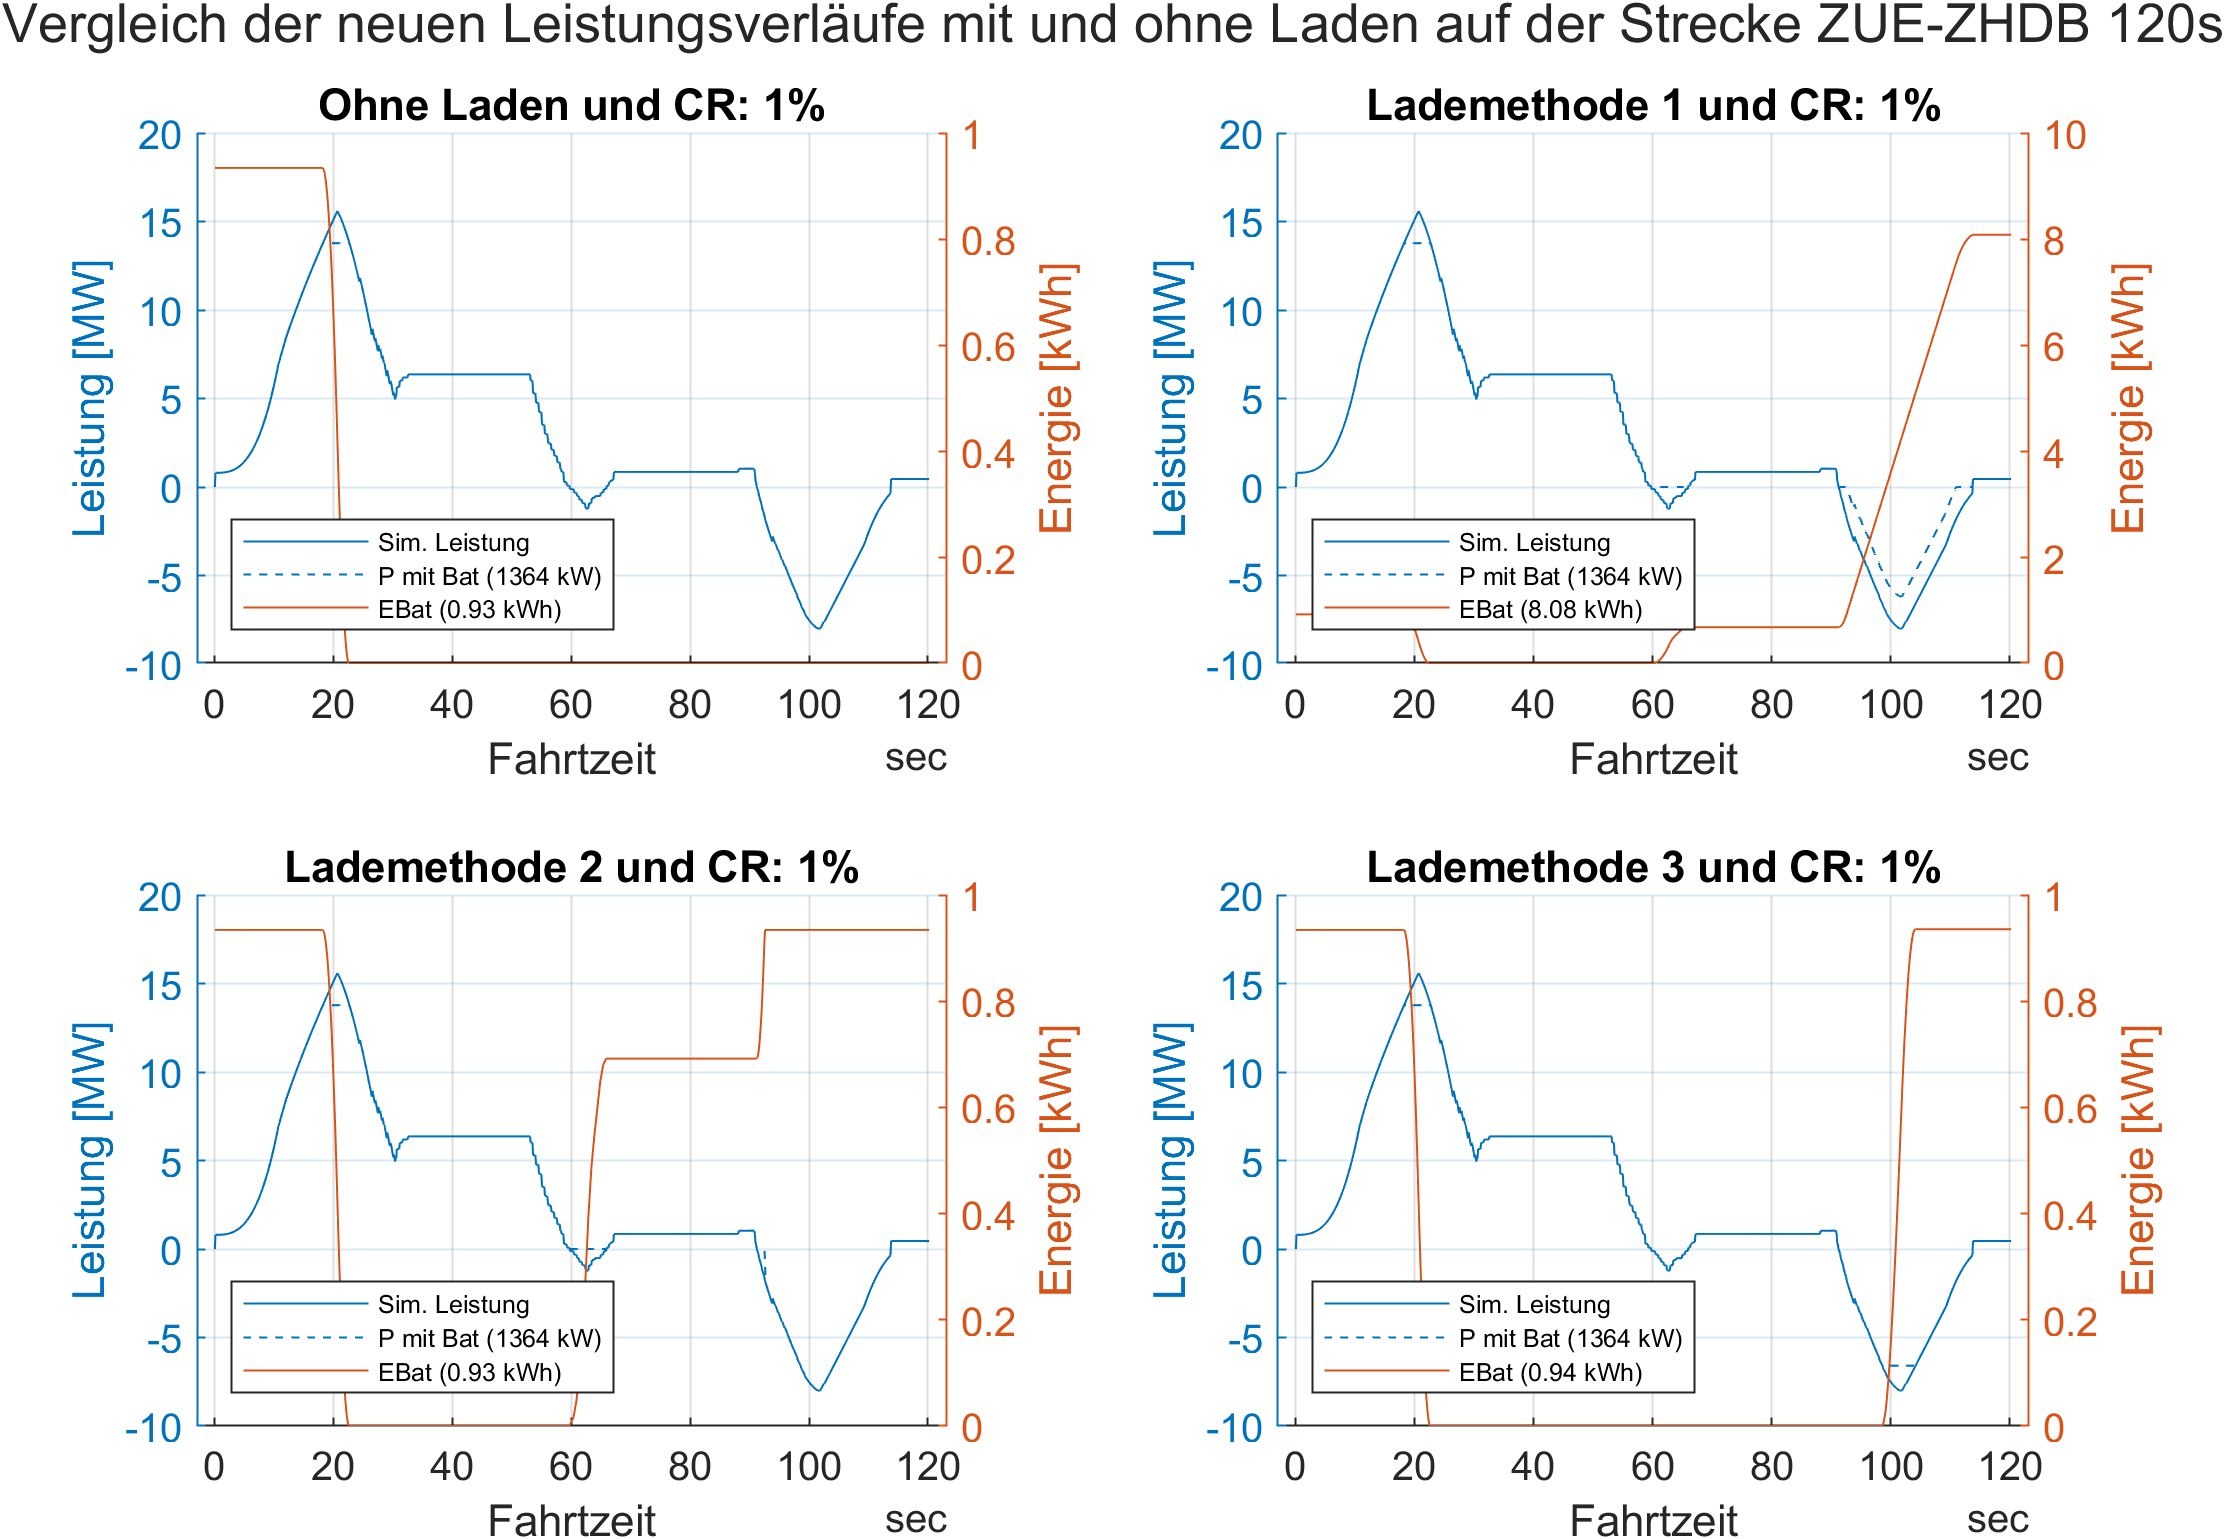 Vergleich der neuen Leistungsverläufe mit und ohne Laden auf der Strecke ZUE-ZHDB 120s
Ohne Laden und CR: 1%
20
15
10
5
0
-5
-10
Leistung [MW]
1
0.8
0.6
0.4
0.2
0
Energie [kWh]
Sim. Leistung
P mit Bat (1364 kW)
EBat (0.93 kWh)
0 20 40 60 80 100 120
Fahrtzeit
sec
Lademethode 1 und CR: 1%
20
15
10
5
0
-5
-10
Leistung [MW]
10
8
6
4
2
0
Energie [kWh]
Sim. Leistung
P mit Bat (1364 kW)
EBat (8.08 kWh)
0 20 40 60 80 100 120
Fahrtzeit
sec
Lademethode 2 und CR: 1%
20
15
10
5
0
-5
-10
Leistung [MW]
1
0.8
0.6
0.4
0.2
0
Energie [kWh]
Sim. Leistung
P mit Bat (1364 kW)
EBat (0.93 kWh)
0 20 40 60 80 100 120
Fahrtzeit
sec
Lademethode 3 und CR: 1%
20
15
10
5
0
-5
-10
Leistung [MW]
1
0.8
0.6
0.4
0.2
0
Energie [kWh]
Sim. Leistung
P mit Bat (1364 kW)
EBat (0.94 kWh)
0 20 40 60 80 100 120
Fahrtzeit
sec